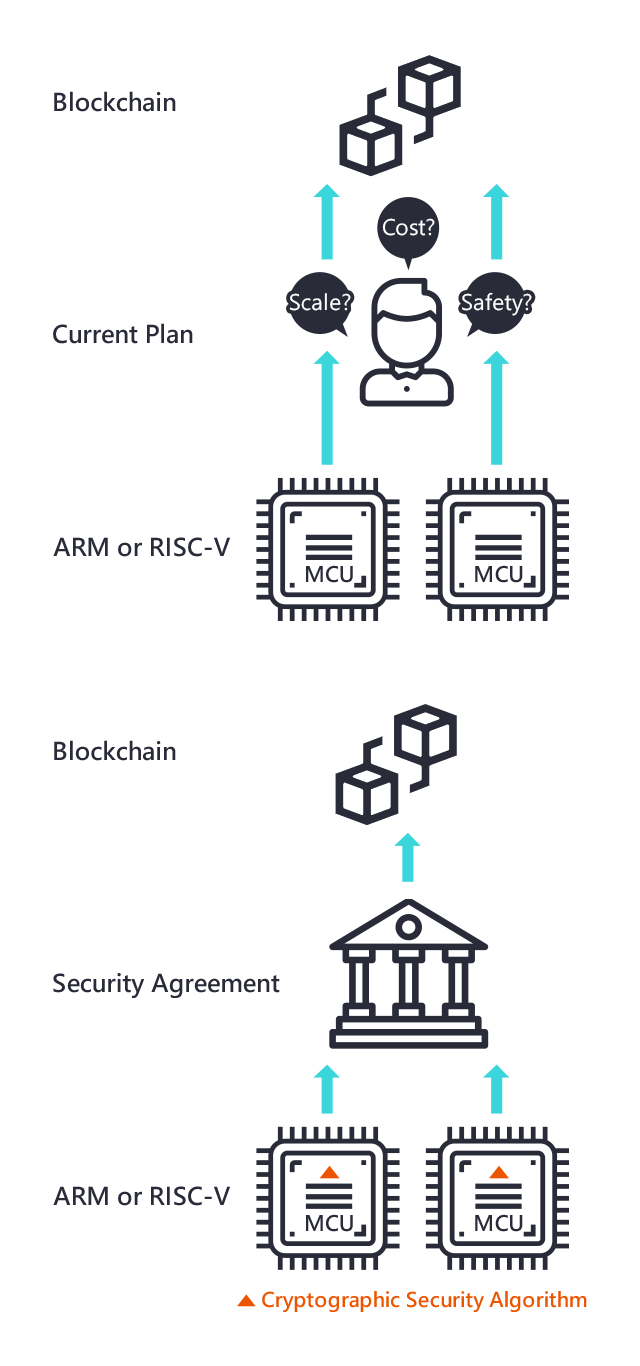 Blockchain
Cost?
Scale?
Safety?
Current Plan
ARM or RISC-V
MCU
MCU
Blockchain
Security Agreement
ARM or RISC-V
MCU
MCU
Cryptographic Security Algorithm